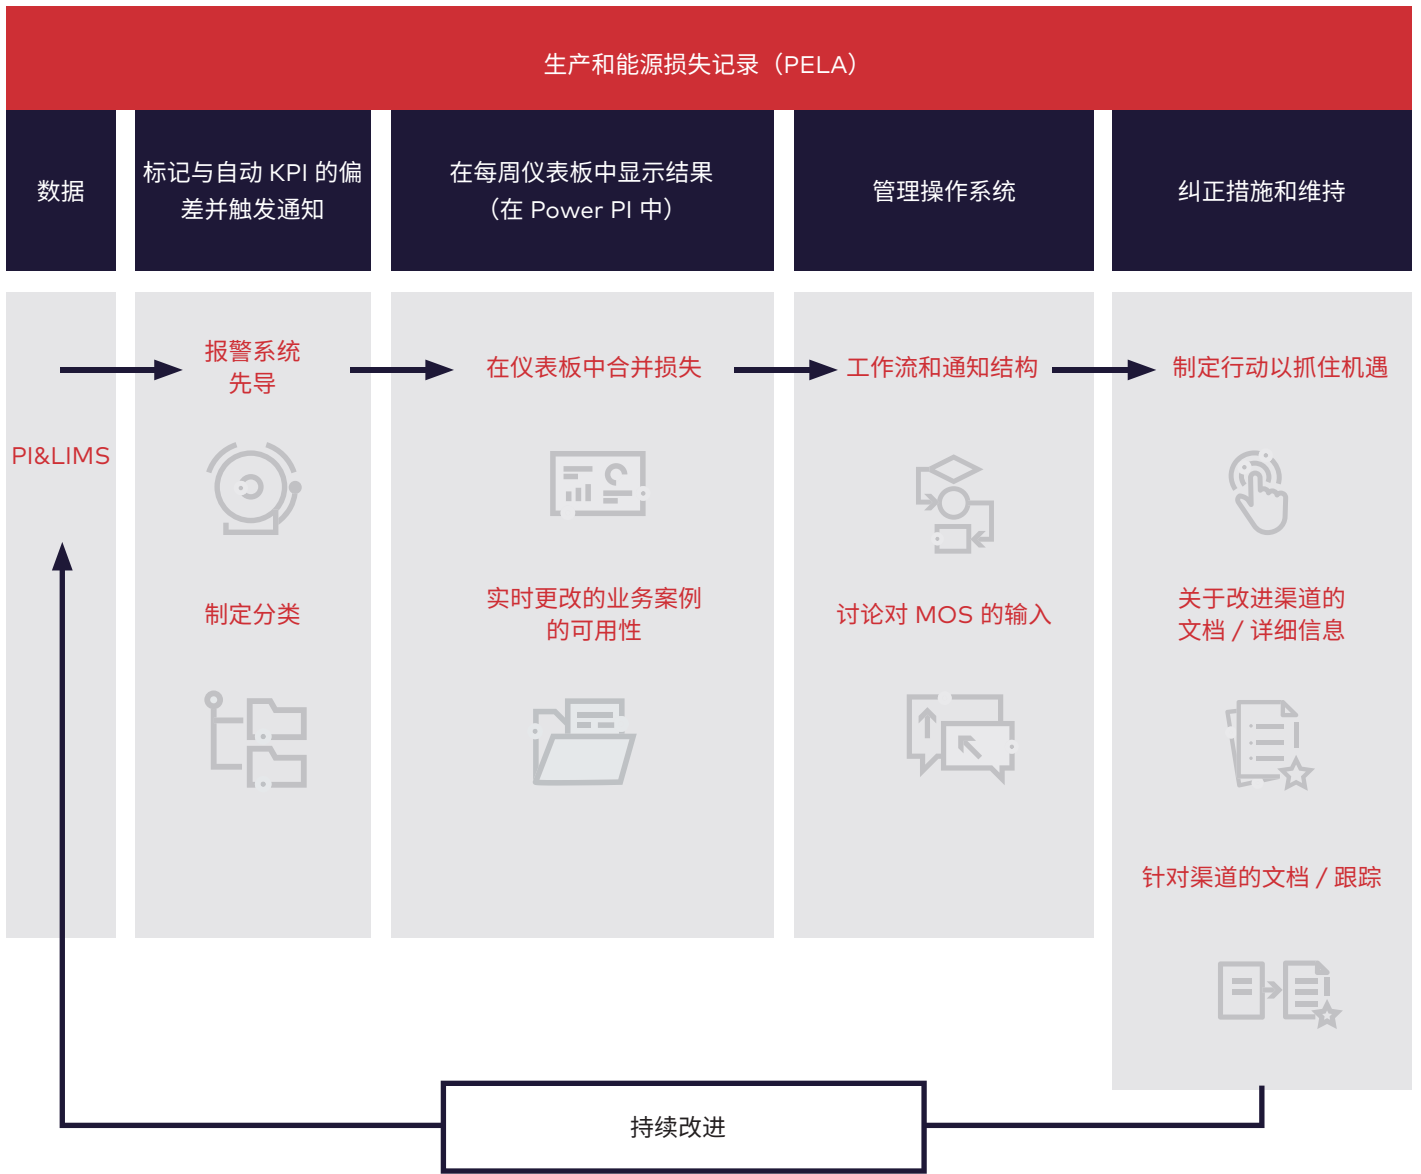 生产和能源损失记录（PELA）
数据
标记与自动 KPI 的偏
差并触发通知
在每周仪表板中显示结果
（在 Power PI 中）
管理操作系统
纠正措施和维持
PI&LIMS
报警系统
先导
制定分类
在仪表板中合并损失
实时更改的业务案例
的可用性
工作流和通知结构
讨论对 MOS 的输入
制定行动以抓住机遇
关于改进渠道的
文档 / 详细信息
针对渠道的文档 / 跟踪
持续改进